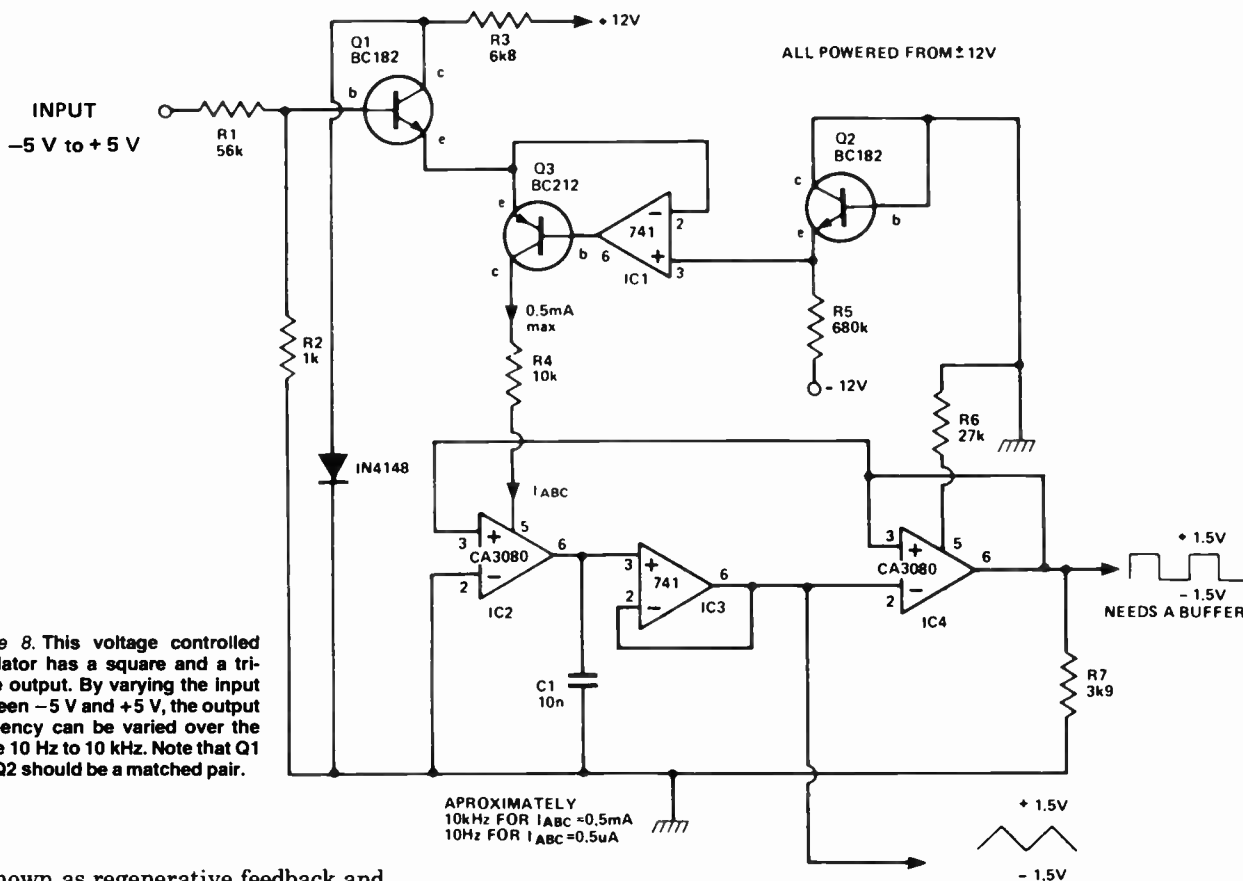 + 12V
R3
6k8
Q1
BC182
c
b
e
ALL POWERED FROM ± 12V
INPUT
−5 V to + 5 V
R1
56k
Q3
BC212
e
b
c
741
−
+
2
3
6
IC1
Q2
BC182
c
b
e
R5
680k
- 12V
0.5mA
max
R4
10k
R2
1k
R6
27k
IN4148
I ABC
3
+
CA3080
−
2
5
6
IC2
3
+
741
2
−
6
IC3
3
+
CA3080
−
2
5
6
IC4
+ 1.5V
− 1.5V
NEEDS A BUFFER
C1
10n
R7
3k9
e 8. This voltage controlled
lator has a square and a tri-
e output. By varying the input
een −5 V and +5 V, the output
ency can be varied over the
e 10 Hz to 10 kHz. Note that Q1
Q2 should be a matched pair.
APROXIMATELY
10kHz FOR I ABC =0.5mA
10Hz FOR I ABC =0.5uA
+ 1.5V
− 1.5V
nown as regenerative feedback and